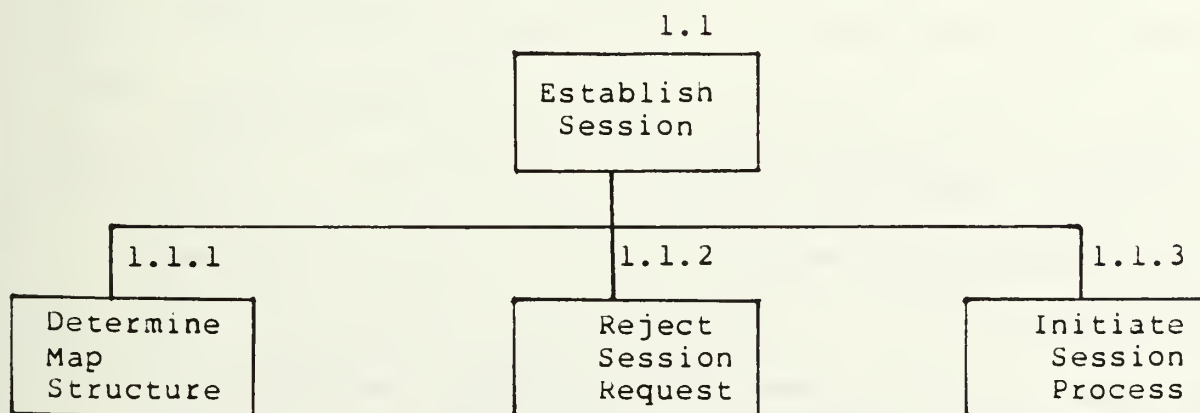 1.1
Establish
Session
1.1.1
1.1.2
1.1.3
Determine
Map
Structure
Reject
Session
Request
Initiate
Session
Process